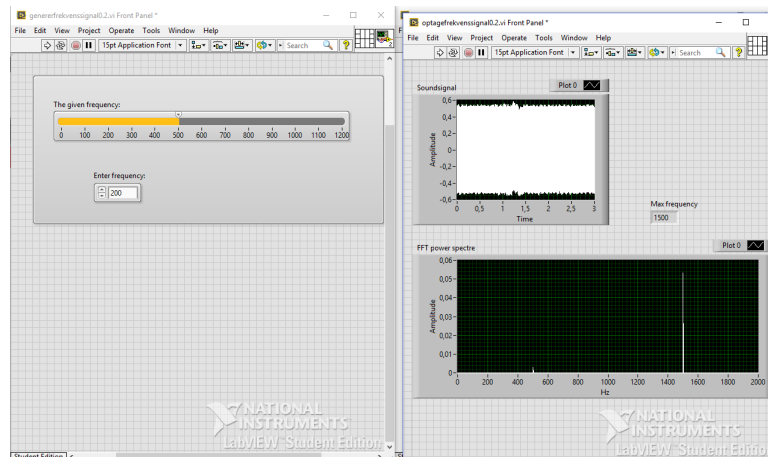 genererfrekvenssignal0.2.vi Front Panel *
File Edit View Project Operate Tools Window Help
15pt Application Font
Search
2
The given frequency:
0 100 200 300 400 500 600 700 800 900 1000 1100 1200
Enter frequency:
200
NATIONAL
INSTRUMENTS
LabVIEW Student Edition
Student Edition
optagefrekvenssignal0.2.vi Front Panel *
File Edit View Project Operate Tools Window Help
15pt Application Font
Search
Soundsignal
Plot 0
0,6
0,4
0,2
0
-0,2
-0,4
-0,6
Amplitude
0 0,5 1 1,5 2 2,5 3
Time
Max frequency
1500
FFT power spectre
Plot 0
0,06
0,05
0,04
0,03
0,02
0,01
0
Amplitude
0 200 400 600 800 1000 1200 1400 1600 1800 2000
Hz
NATIONAL
INSTRUMENTS
LabVIEW Student Editio